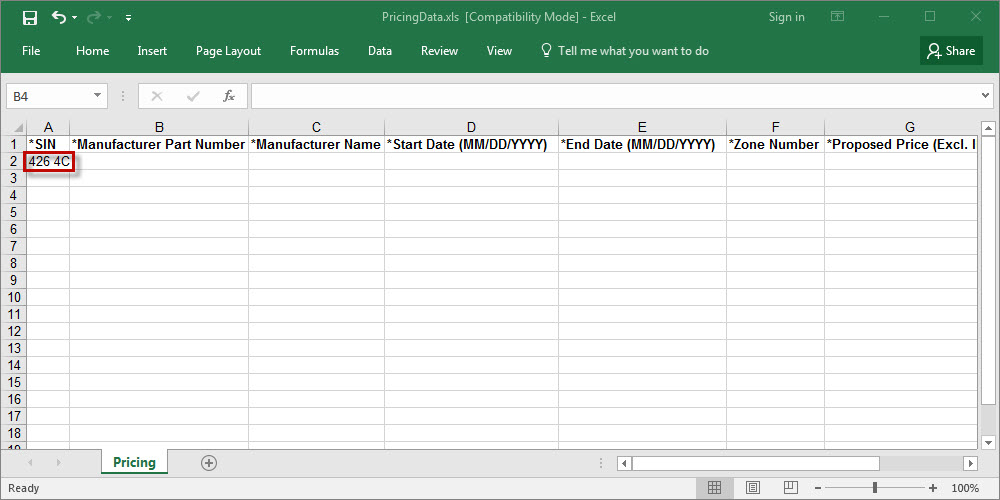 PricingData.xls [Compatibility Mode] - Excel
Sign in
File Home Insert Page Layout Formulas Data Review View Tell me what you want to do Share
B4 fx
A B C D E F G
1 *SIN *Manufacturer Part Number *Manufacturer Name *Start Date (MM/DD/YYYY) *End Date (MM/DD/YYYY) *Zone Number *Proposed Price (Excl. I
2 426 4C
3
4
5
6
7
8
9
10
11
12
13
14
15
16
17
18
19
Pricing
Ready 100%